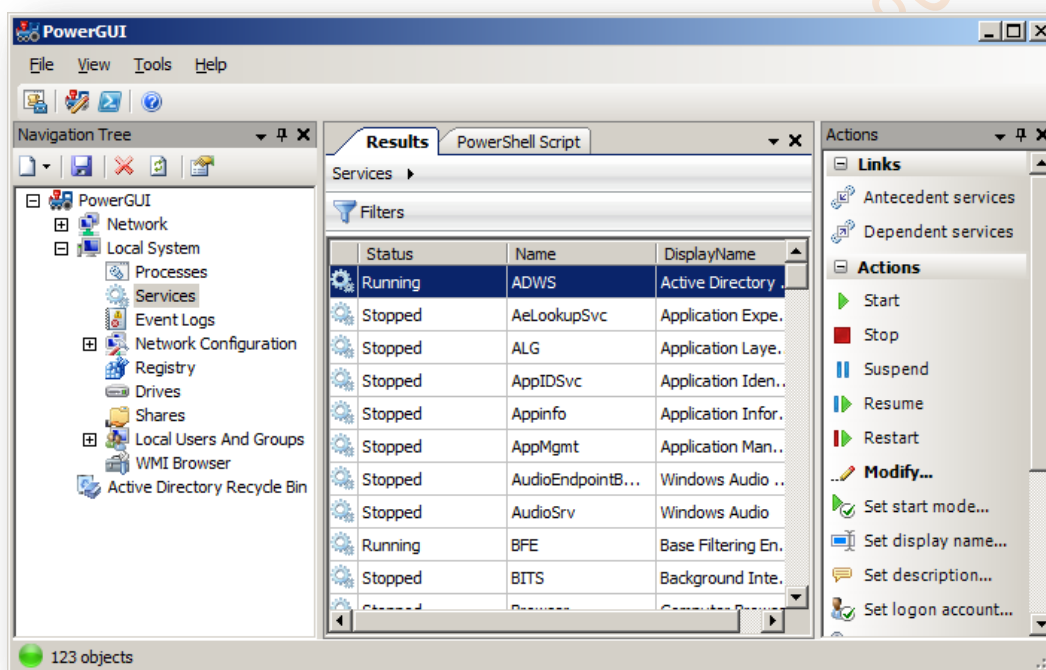 PowerGUI
File View Tools Help
Navigation Tree
PowerGUI
Network
Local System
Processes
Services
Event Logs
Network Configuration
Registry
Drives
Shares
Local Users And Groups
WMI Browser
Active Directory Recycle Bin
Results PowerShell Script
Services
Filters
Status Name DisplayName
Running ADWS Active Directory .
Stopped AeLookupSvc Application Expe.
Stopped ALG Application Laye.
Stopped AppIDSvc Application Iden..
Stopped Appinfo Application Infor.
Stopped AppMgmt Application Man..
Stopped AudioEndpointB... Windows Audio ..
Stopped AudioSrv Windows Audio
Running BFE Base Filtering En.
Stopped BITS Background Inte.
Actions
Links
Antecedent services
Dependent services
Actions
Start
Stop
Suspend
Resume
Restart
Modify...
Set start mode...
Set display name...
Set description...
Set logon account...
123 objects